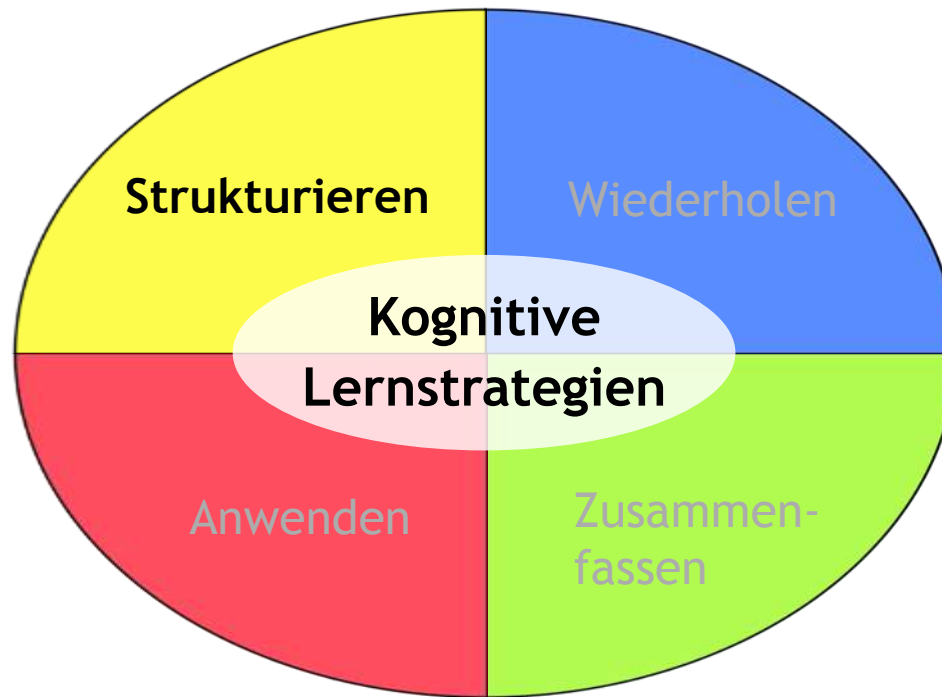 Strukturieren
Wiederholen
Kognitive
Lernstrategien
Anwenden
Zusammen-
fassen